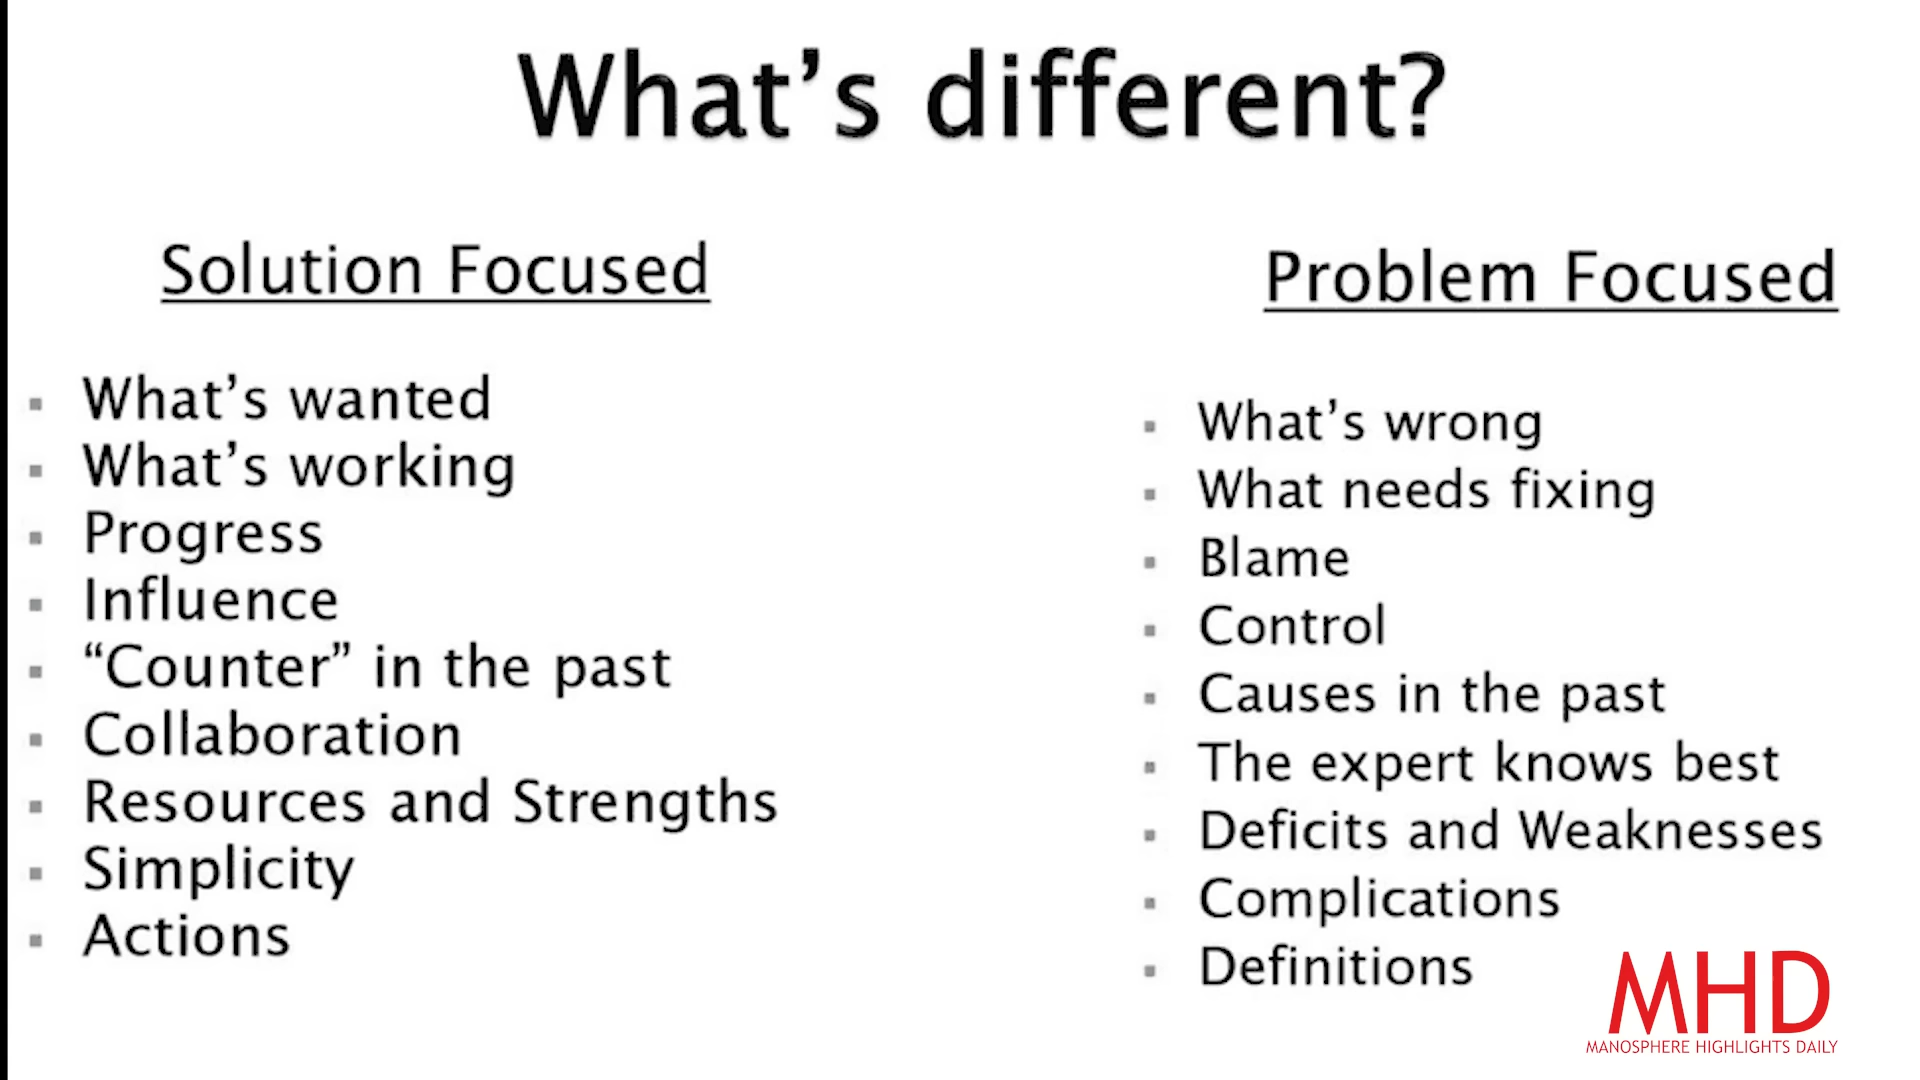 What’s different?
Solution Focused
What’s wanted
What’s working
Progress
Influence
“Counter” in the past
Collaboration
Resources and Strengths
Simplicity
Actions
Problem Focused
What’s wrong
What needs fixing
Blame
Control
Causes in the past
The expert knows best
Deficits and Weaknesses
Complications
Definitions
MHD
MANOSPHERE HIGHLIGHTS DAILY